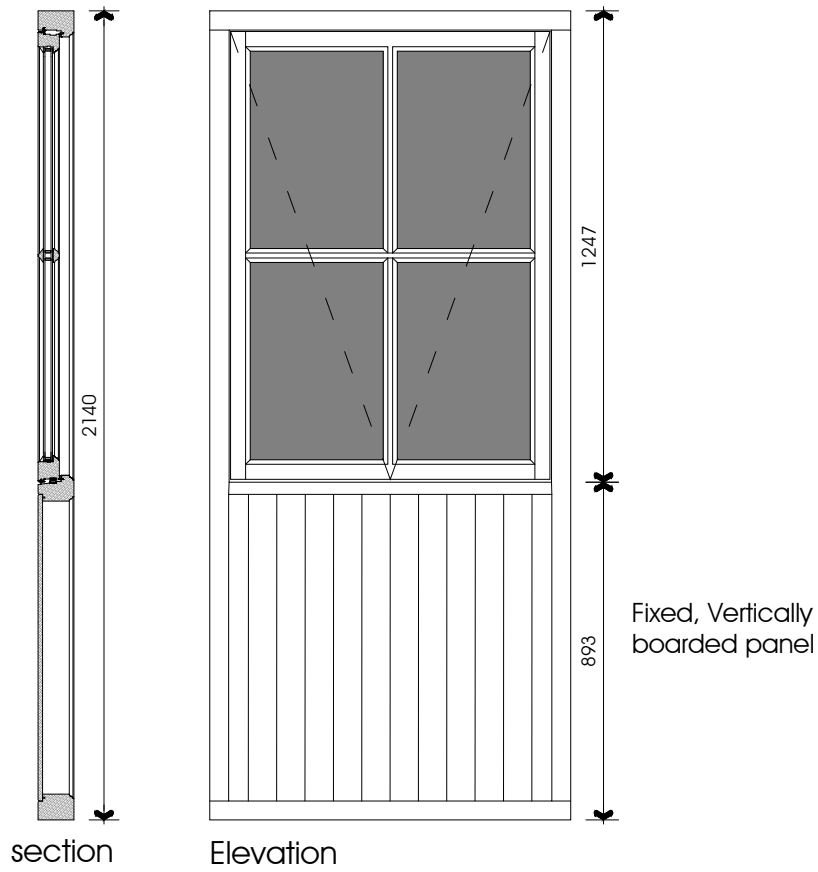 2140
1247
893
Fixed, Vertically
boarded panel
section
Elevation